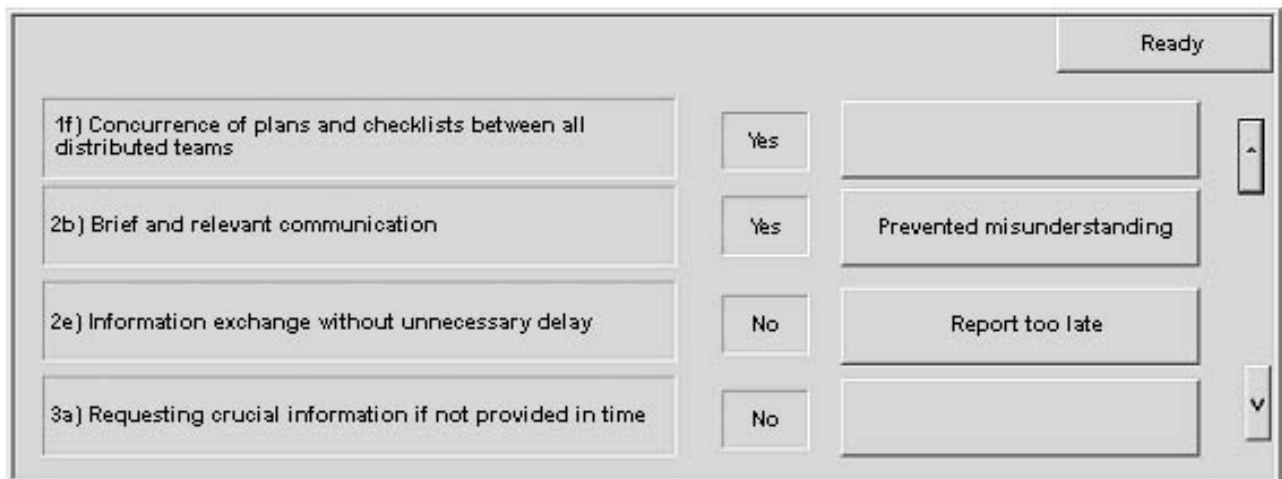 Ready
1f) Concurrence of plans and checklists between all
distributed teams
Yes
2b) Brief and relevant communication
Yes
Prevented misunderstanding
2e) Information exchange without unnecessary delay
No
Report too late
3a) Requesting crucial information if not provided in time
No